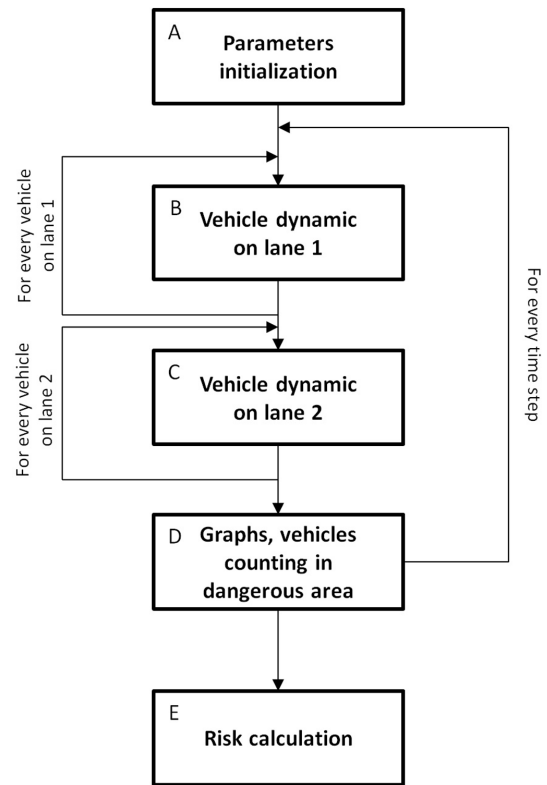 A
Parameters
initialization
For every vehicle
on lane 1
B
Vehicle dynamic
on lane 1
For every time step
For every vehicle
on lane 2
C
Vehicle dynamic
on lane 2
D
Graphs, vehicles
counting in
dangerous area
E
Risk calculation